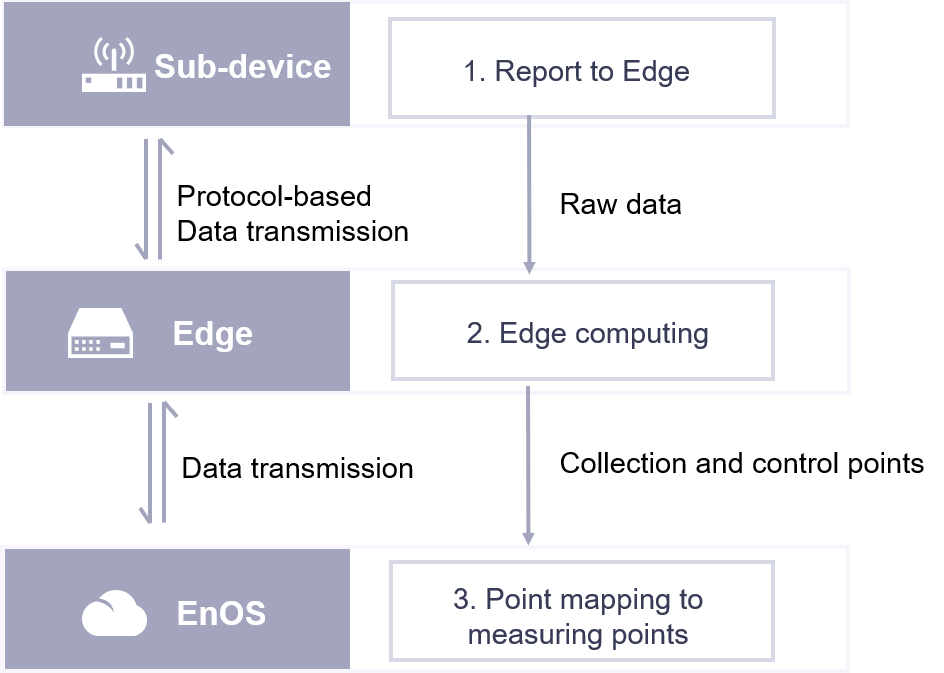 Sub-device
1. Report to Edge
Protocol-based
Data transmission
Raw data
Edge
2. Edge computing
Data transmission
Collection and control points
EnOS
3. Point mapping to
measuring points